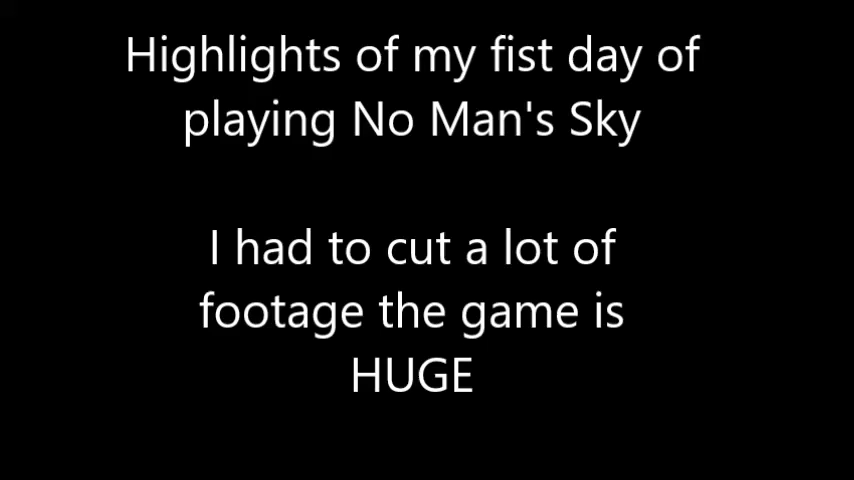 Highlights of my fist day of
playing No Man's Sky
I had to cut a lot of
footage the game is
HUGE